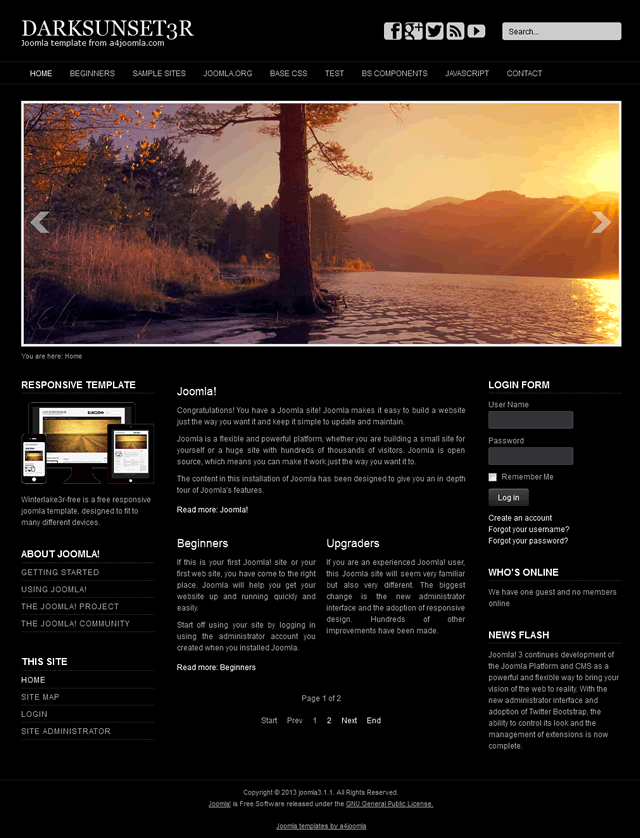 DARKSUNSET3R
Joomla template from a4joomla.com
Search...
HOME BEGINNERS SAMPLE SITES JOOMLA.ORG BASE CSS TEST BS COMPONENTS JAVASCRIPT CONTACT
You are here: Home
RESPONSIVE TEMPLATE
Winterlake3r-free is a free responsive
joomla template, designed to fit to
many different devices.
ABOUT JOOMLA!
GETTING STARTED
USING JOOMLA!
THE JOOMLA! PROJECT
THE JOOMLA! COMMUNITY
THIS SITE
HOME
SITE MAP
LOGIN
SITE ADMINISTRATOR
Joomla!
Congratulations! You have a Joomla site! Joomla makes it easy to build a website
just the way you want it and keep it simple to update and maintain.
Joomla is a flexible and powerful platform, whether you are building a small site for
yourself or a huge site with hundreds of thousands of visitors. Joomla is open
source, which means you can make it work just the way you want it to.
The content in this installation of Joomla has been designed to give you an in depth
tour of Joomla's features.
Read more: Joomla!
Beginners
If this is your first Joomla! site or your
first web site, you have come to the right
place. Joomla will help you get your
website up and running quickly and
easily.
Start off using your site by logging in
using the administrator account you
created when you installed Joomla.
Read more: Beginners
Upgraders
If you are an experienced Joomla! user,
this Joomla site will seem very familiar
but also very different. The biggest
change is the new administrator
interface and the adoption of responsive
design. Hundreds of other
improvements have been made.
Page 1 of 2
Start Prev 1 2 Next End
LOGIN FORM
User Name
Password
Remember Me
Log in
Create an account
Forgot your username?
Forgot your password?
WHO'S ONLINE
We have one guest and no members
online
NEWS FLASH
Joomla! 3 continues development of
the Joomla Platform and CMS as a
powerful and flexible way to bring your
vision of the web to reality. With the
new administrator interface and
adoption of Twitter Bootstrap, the
ability to control its look and the
management of extensions is now
complete.
Copyright © 2013 joomla3.1.1. All Rights Reserved.
Joomla! is Free Software released under the GNU General Public License.
Joomla templates by a4joomla